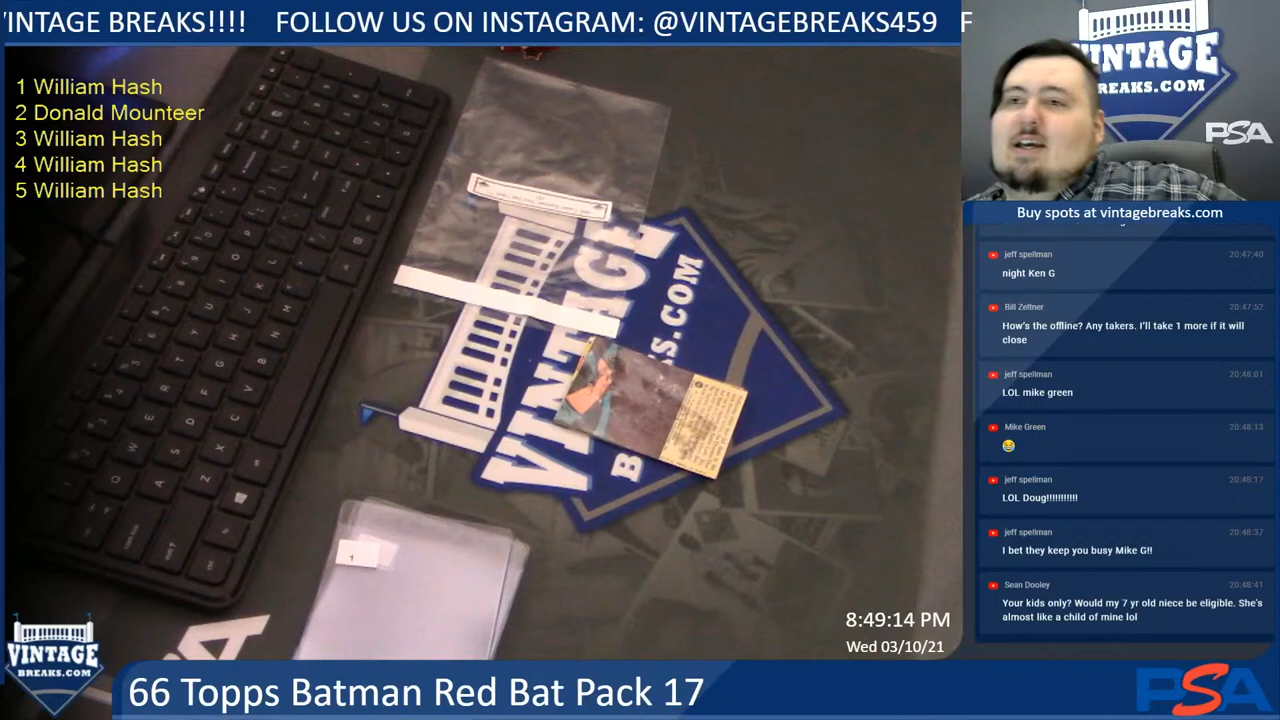 VINTAGE BREAKS!!!! FOLLOW US ON INSTAGRAM: @VINTAGEBREAKS459 F
1 William Hash
2 Donald Mounteer
3 William Hash
4 William Hash
5 William Hash
VINTAGE
BREAKS.COM
PSA
Buy spots at vintagebreaks.com
jeff spellman 20:47:40
night Ken G
Bill Zeltner 20:47:52
How's the offline? Any takers. I'll take 1 more if it will
close
jeff spellman 20:48:01
LOL mike green
Mike Green 20:48:13
😂
jeff spellman 20:48:17
LOL Doug!!!!!!!!!!!
jeff spellman 20:48:37
I bet they keep you busy Mike G!!
Sean Dooley 20:48:41
Your kids only? Would my 7 yr old niece be eligible. She's
almost like a child of mine lol
VINTAGE
1
8:49:14 PM
Wed 03/10/21
VINTAGE
BREAKS.COM
66 Topps Batman Red Bat Pack 17
PSA